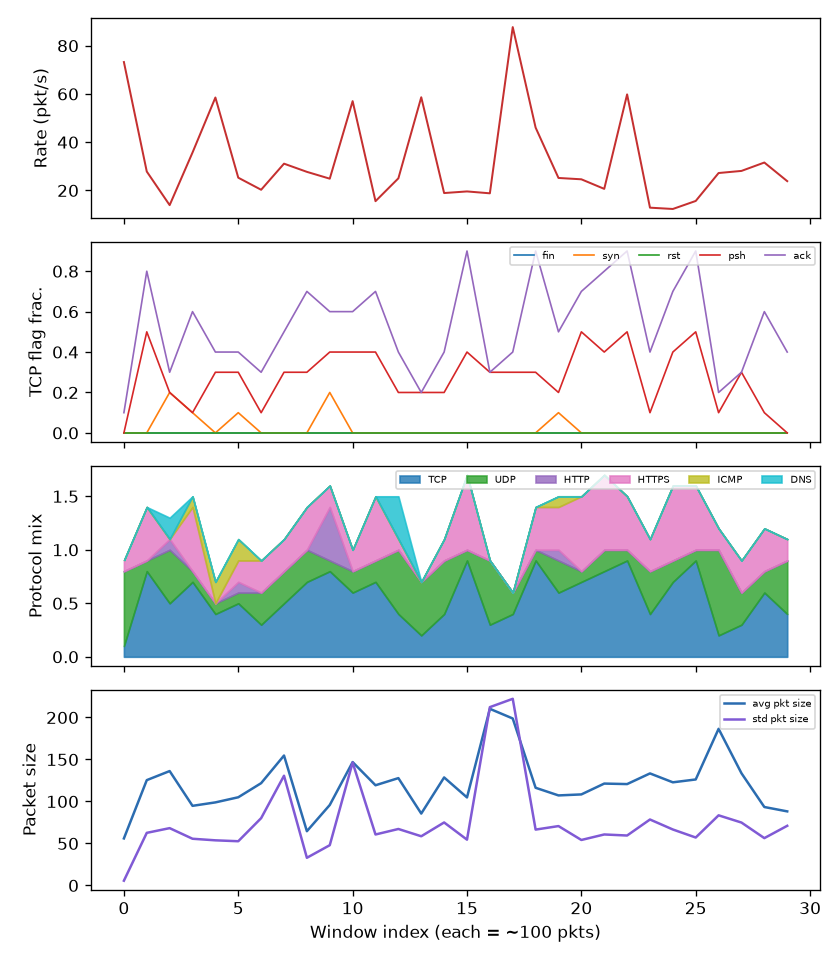 Rate (pkt/s)
80
60
40
20
TCP flag frac.
0.8
0.6
0.4
0.2
0.0
fin syn rst psh ack
Protocol mix
1.5
1.0
0.5
0.0
TCP UDP HTTP HTTPS ICMP DNS
Packet size
200
150
100
50
0
avg pkt size
std pkt size
0 5 10 15 20 25 30
Window index (each = ~100 pkts)